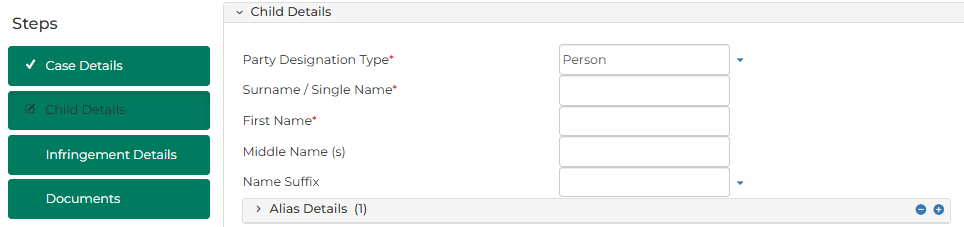 Steps
Case Details
Child Details
Infringement Details
Documents
Child Details
Party Designation Type* Person
Surname / Single Name*
First Name*
Middle Name (s)
Name Suffix
Alias Details (1)